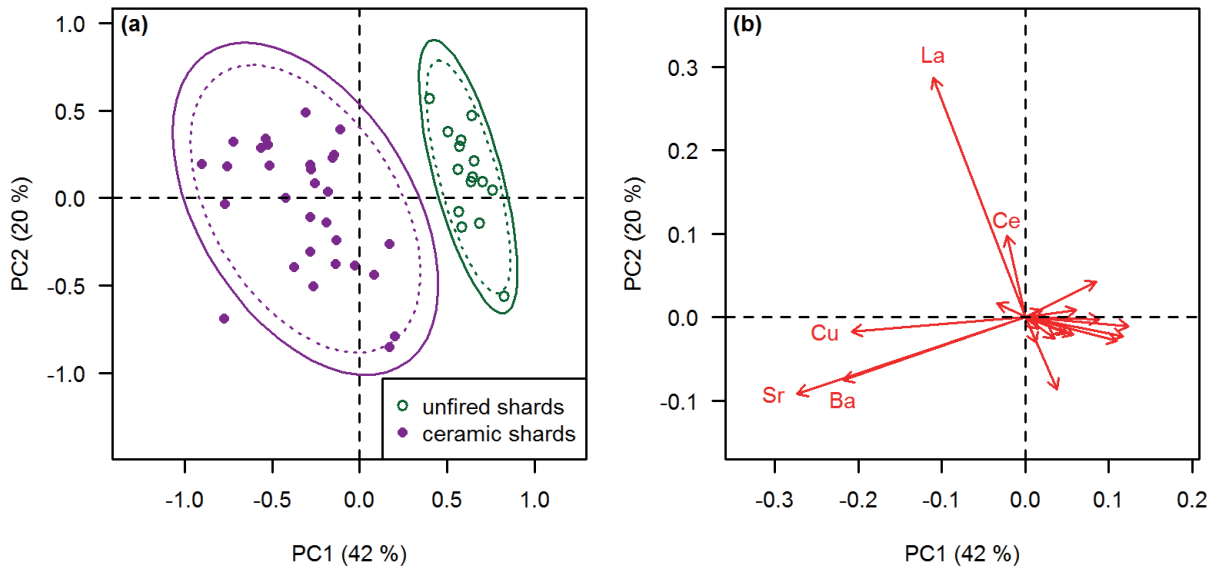 (a)
1.0
0.5
0.0
-0.5
-1.0
PC2 (20 %)
-1.0 -0.5 0.0 0.5 1.0
PC1 (42 %)
unfired shards
ceramic shards
(b)
0.3
0.2
0.1
0.0
-0.1
PC2 (20 %)
La
Ce
Cu
Sr
Ba
-0.3 -0.2 -0.1 0.0 0.1 0.2
PC1 (42 %)